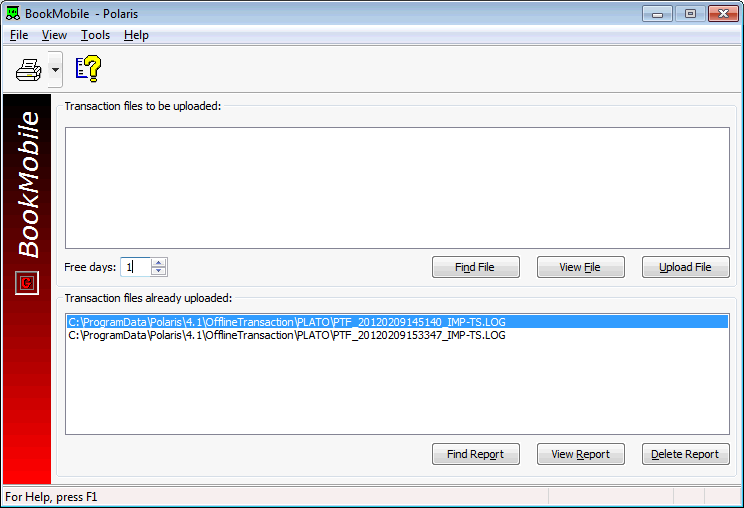 BookMobile - Polaris
File View Tools Help
BookMobile
G
Transaction files to be uploaded:
Free days: 1
Find File
View File
Upload File
Transaction files already uploaded:
C:\ProgramData\Polaris\4.1\OfflineTransaction\PLATO\PTF_20120209145140_IMP-TS.LOG
C:\ProgramData\Polaris\4.1\OfflineTransaction\PLATO\PTF_20120209153347_IMP-TS.LOG
Find Report
View Report
Delete Report
For Help, press F1